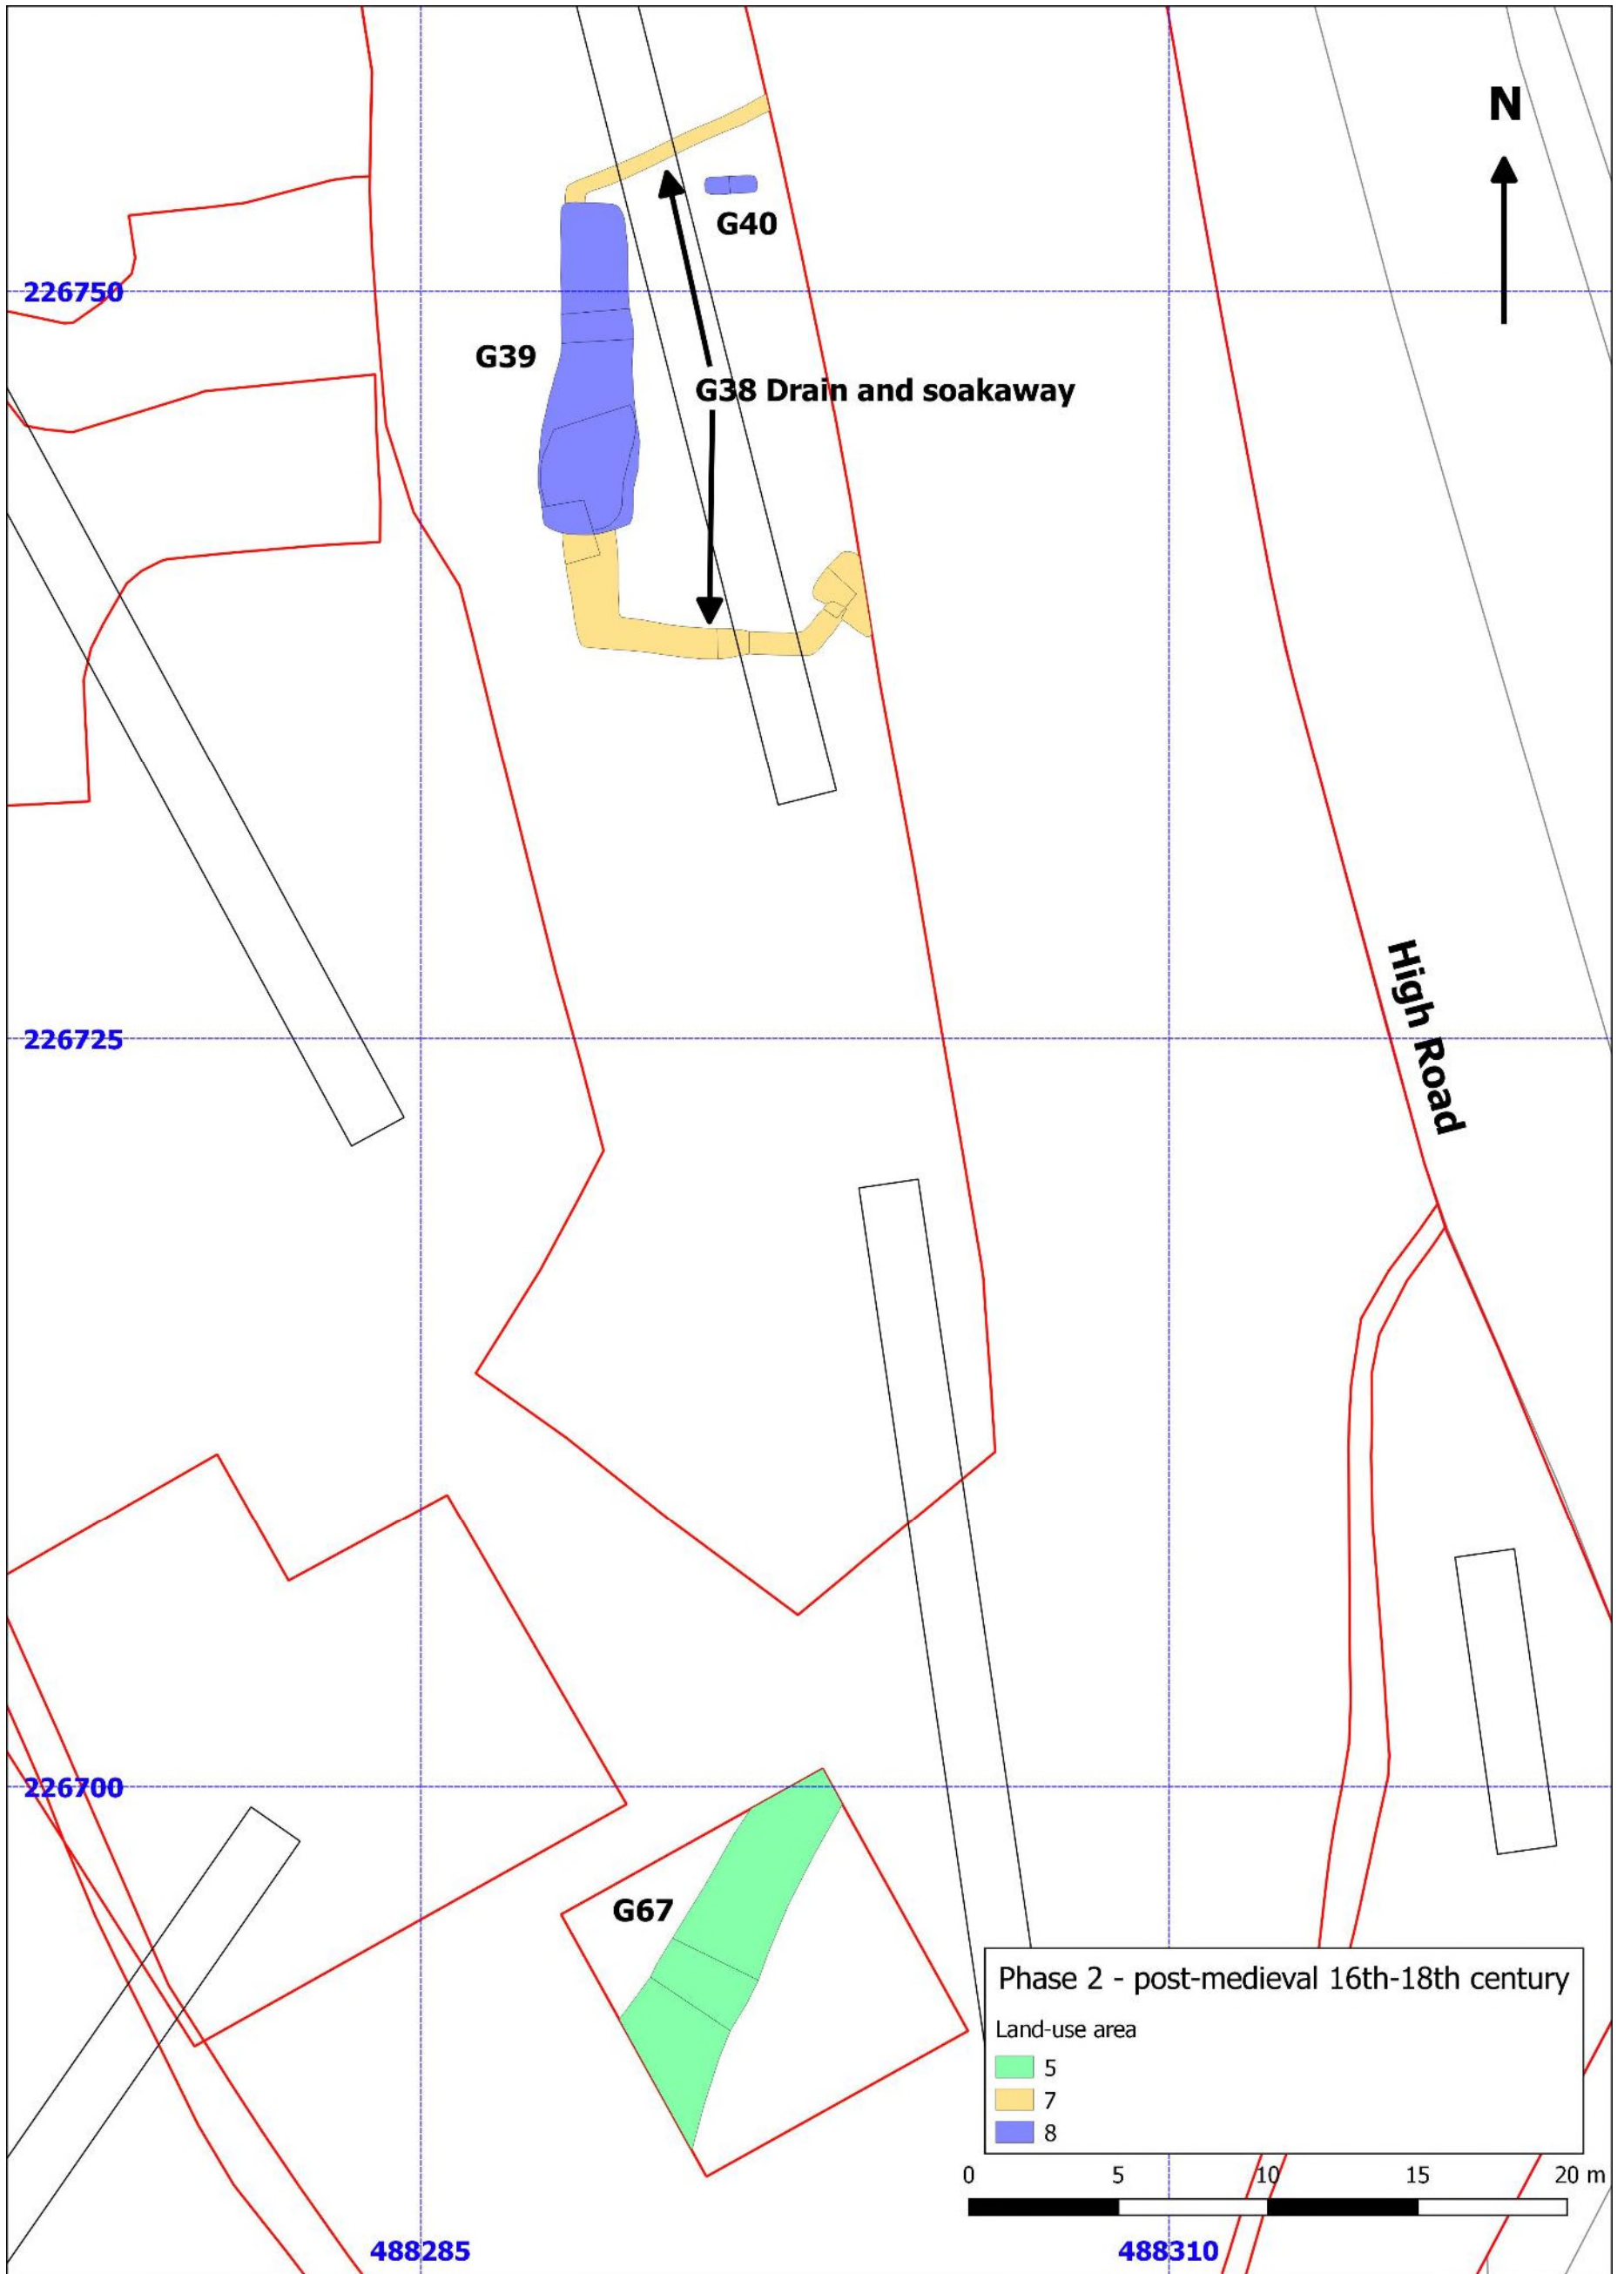 N
G40
226750
G39
G38 Drain and soakaway
High Road
226725
226700
G67
Phase 2 - post-medieval 16th-18th century
Land-use area
5
7
8
0 5 10 15 20 m
488285 488310